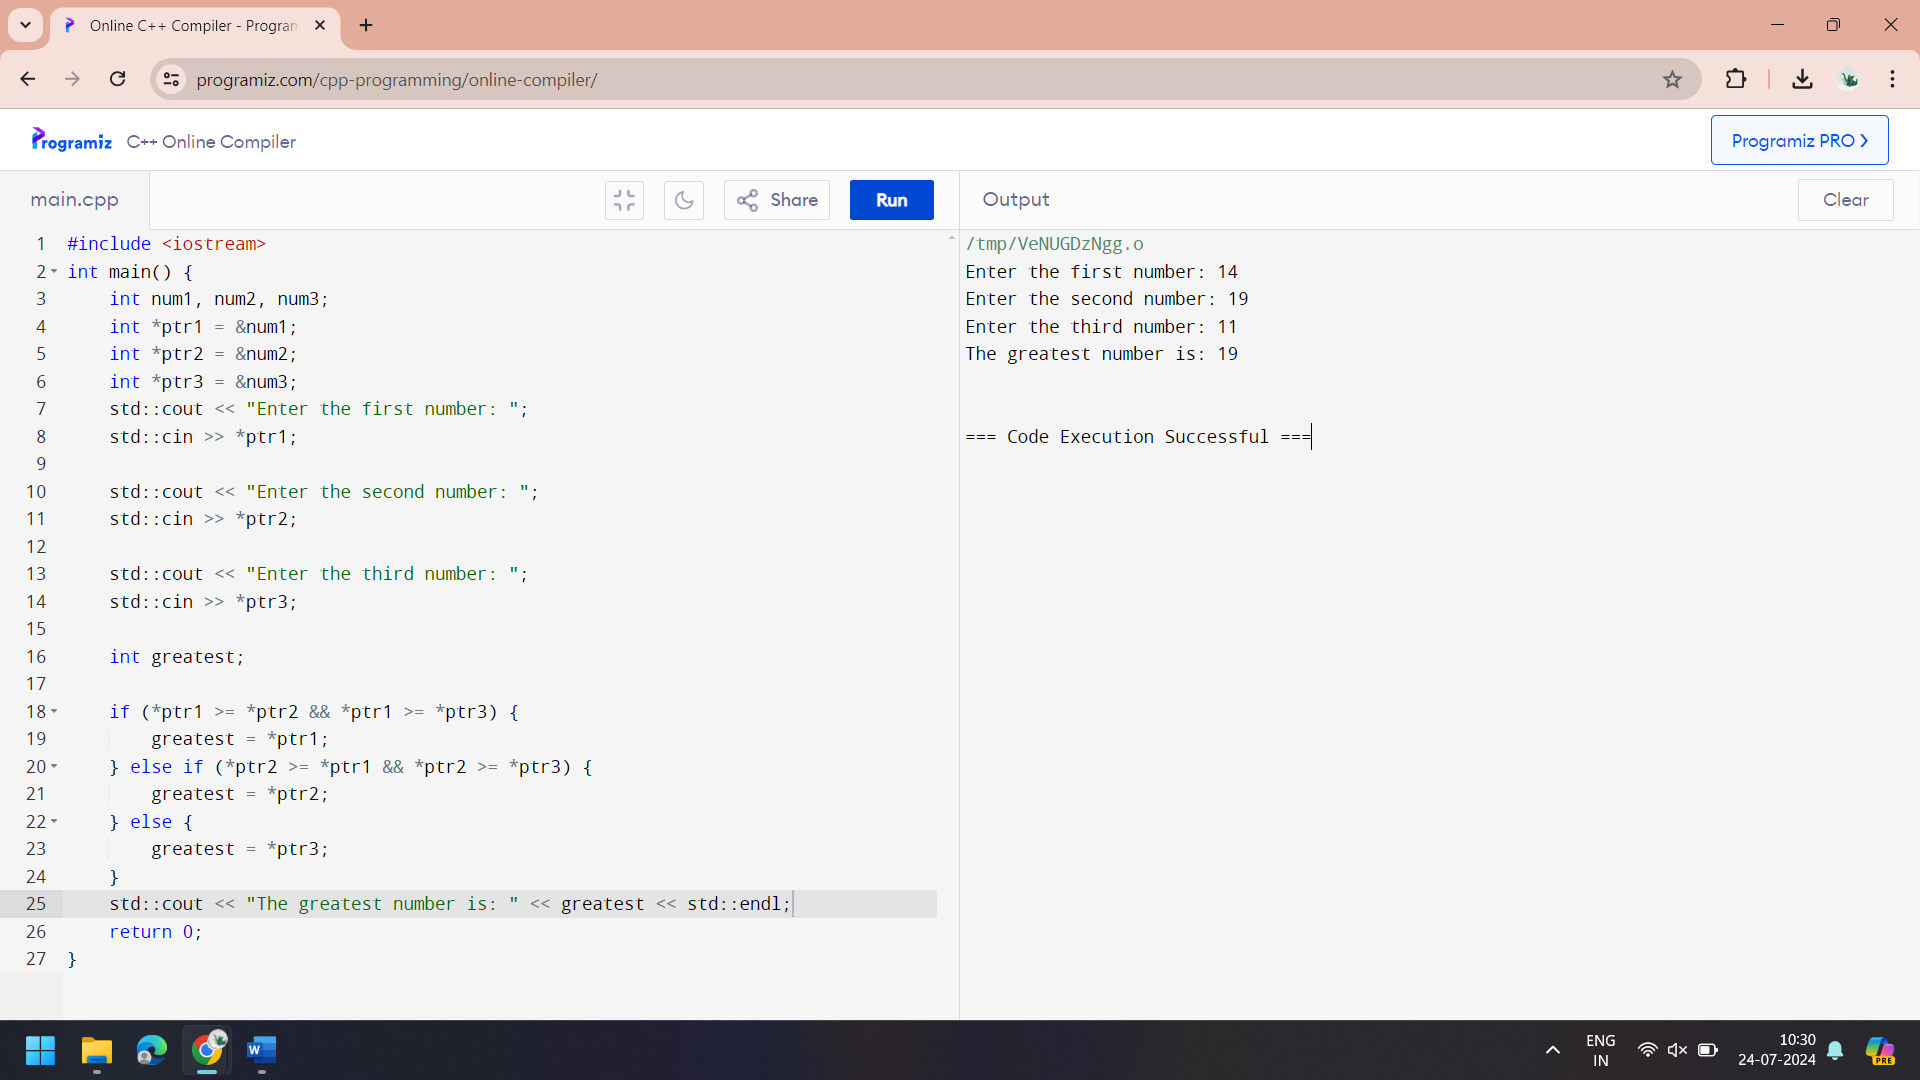 Online C++ Compiler - Program
programiz.com/cpp-programming/online-compiler/
Programiz C++ Online Compiler
Programiz PRO >
main.cpp
Share
Run
Output
Clear
1 #include <iostream>
2 int main() {
3     int num1, num2, num3;
4     int *ptr1 = &num1;
5     int *ptr2 = &num2;
6     int *ptr3 = &num3;
7     std::cout << "Enter the first number: ";
8     std::cin >> *ptr1;
9
10     std::cout << "Enter the second number: ";
11     std::cin >> *ptr2;
12
13     std::cout << "Enter the third number: ";
14     std::cin >> *ptr3;
15
16     int greatest;
17
18     if (*ptr1 >= *ptr2 && *ptr1 >= *ptr3) {
19         greatest = *ptr1;
20     } else if (*ptr2 >= *ptr1 && *ptr2 >= *ptr3) {
21         greatest = *ptr2;
22     } else {
23         greatest = *ptr3;
24     }
25     std::cout << "The greatest number is: " << greatest << std::endl;
26     return 0;
27 }
/tmp/VeNUGDzNgg.o
Enter the first number: 14
Enter the second number: 19
Enter the third number: 11
The greatest number is: 19
=== Code Execution Successful ===
W
ENG
IN
10:30
24-07-2024
PRE